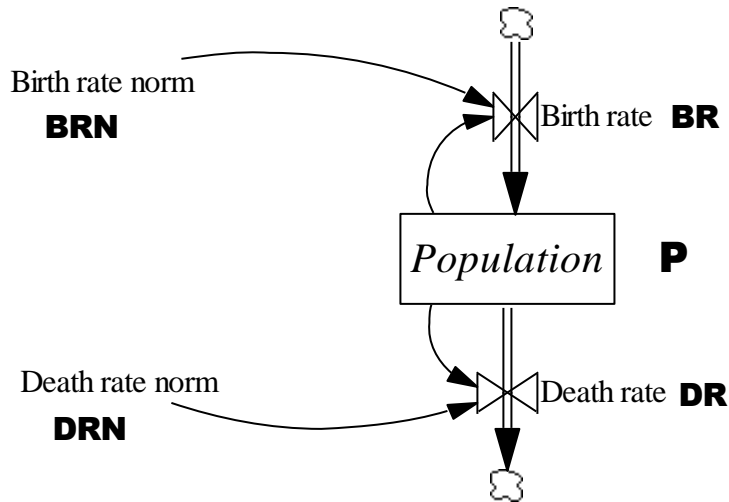 Birth rate norm
BRN
Birth rate BR
Population P
Death rate norm
DRN
Death rate DR